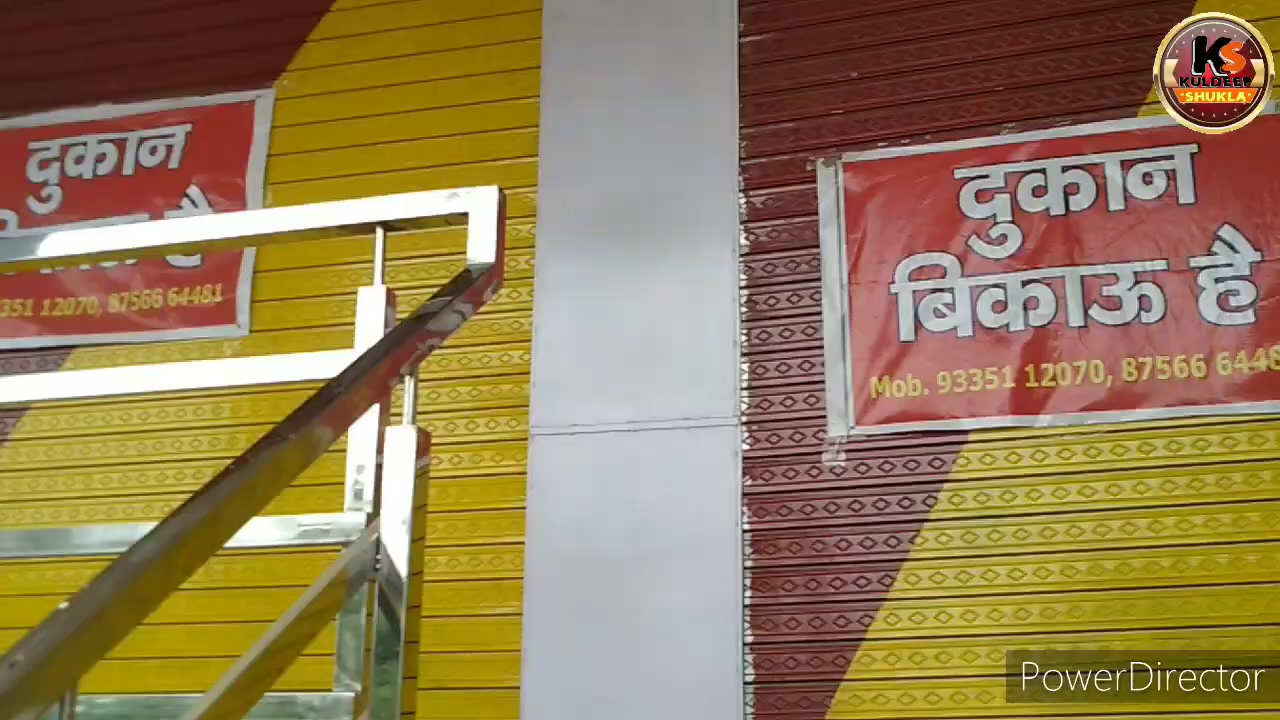 दुकान
है
351 12070, 87566 64481
KS
KULDEEP
SHUKLA
दुकान
बिकाऊ है
Mob. 93351 12070, 87566 6448
PowerDirector